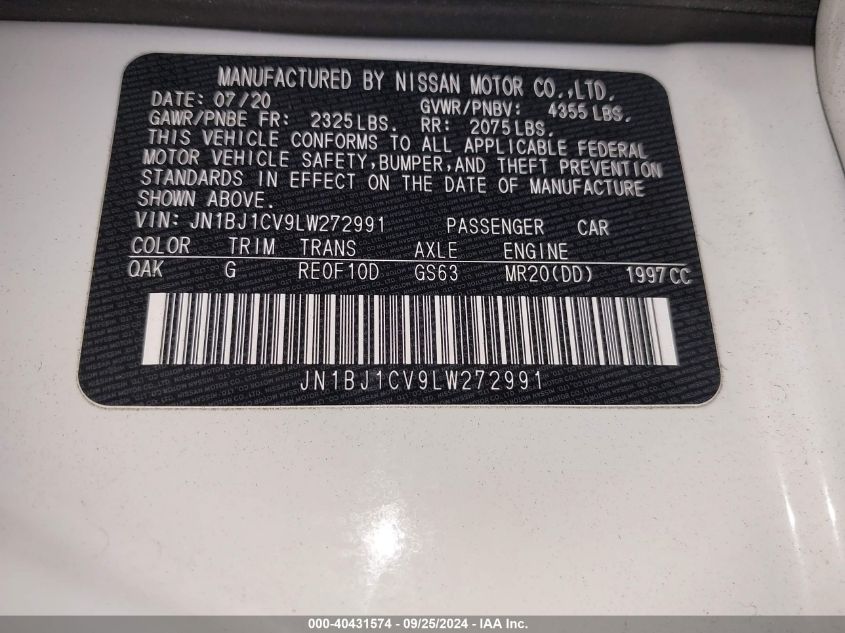 MANUFACTURED BY NISSAN MOTOR CO.,LTD.
DATE: 07/20 GVWR/PNBV: 4355 LBS.
GAWR/PNBE FR: 2325 LBS. RR: 2075 LBS.
THIS VEHICLE CONFORMS TO ALL APPLICABLE FEDERAL
MOTOR VEHICLE SAFETY,BUMPER,AND THEFT PREVENTION
STANDARDS IN EFFECT ON THE DATE OF MANUFACTURE
SHOWN ABOVE.
VIN: JN1BJ1CV9LW272991 PASSENGER CAR
COLOR TRIM TRANS AXLE ENGINE
QAK G RE0F10D GS63 MR20(DD) 1997CC
JN1BJ1CV9LW272991
000-40431574 - 09/25/2024 - IAA Inc.